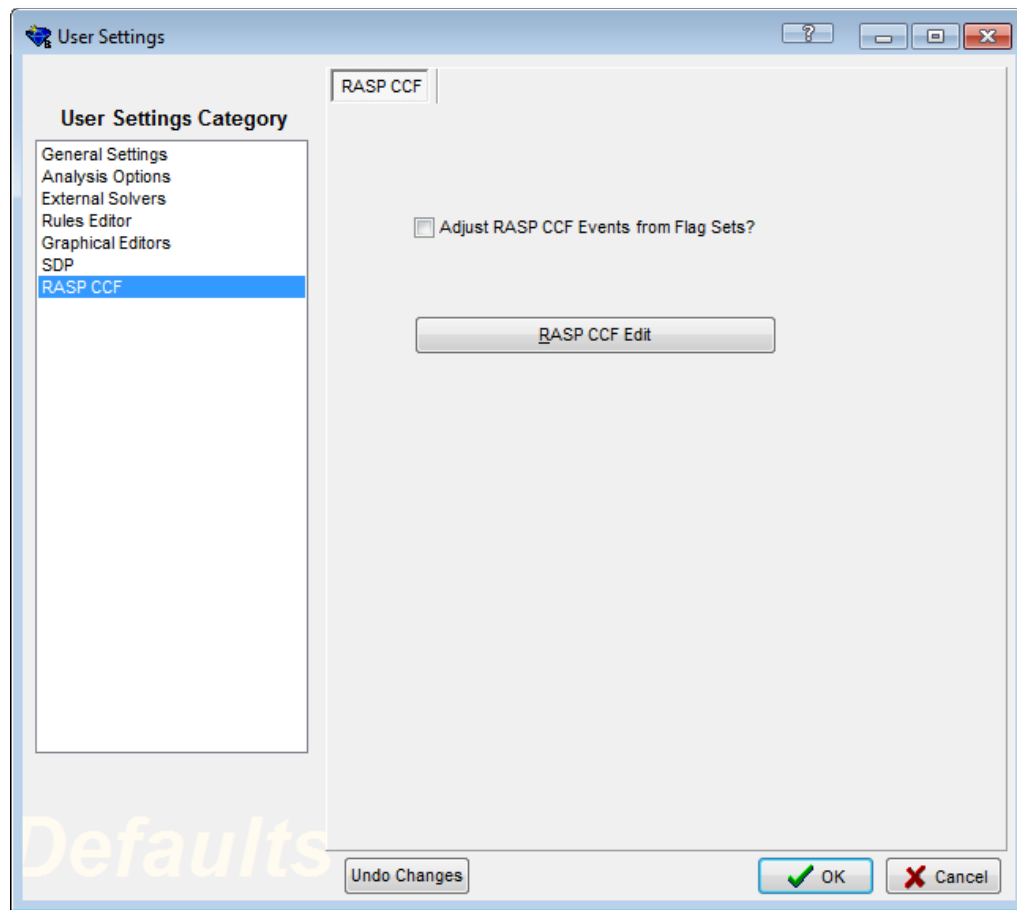 User Settings
?
RASP CCF
User Settings Category
General Settings
Analysis Options
External Solvers
Rules Editor
Graphical Editors
SDP
RASP CCF
Adjust RASP CCF Events from Flag Sets?
RASP CCF Edit
Defaults
Undo Changes
OK
Cancel